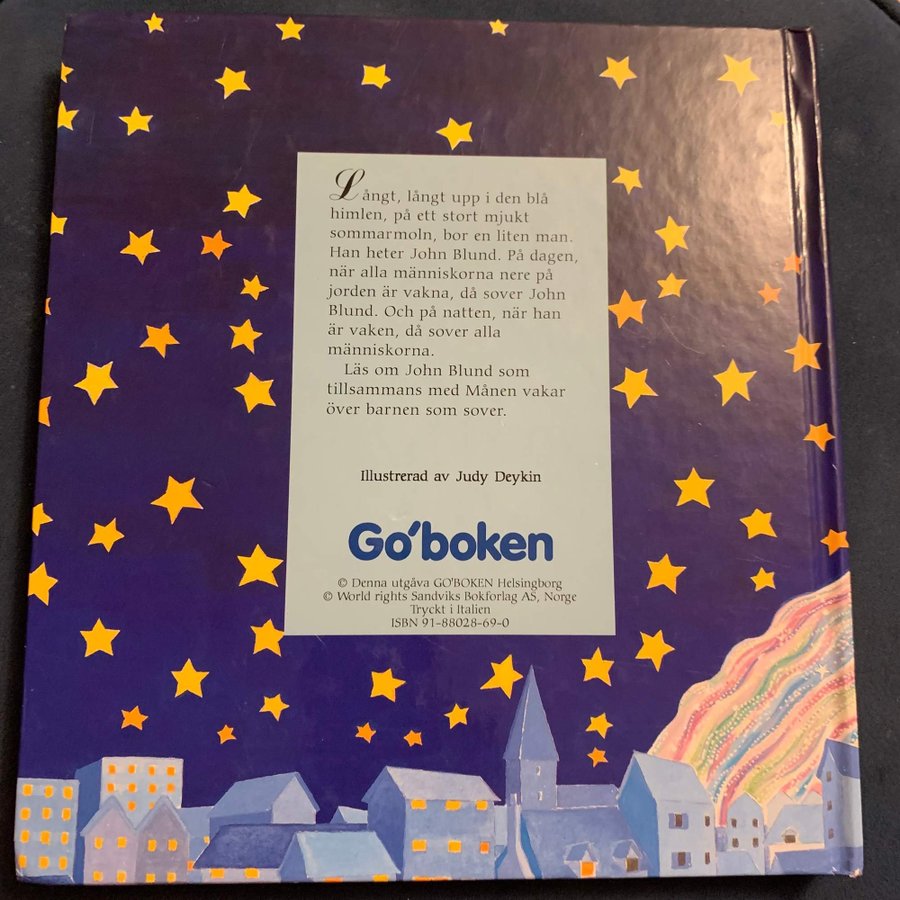 Långt, långt upp i den blå
himlen, på ett stort mjukt
sommarmoln, bor en liten man.
Han heter John Blund. På dagen,
när alla människorna nere på
jorden är vakna, då sover John
Blund. Och på natten, när han
är vaken, då sover alla
människorna.
Läs om John Blund som
tillsammans med Månen vakar
över barnen som sover.
Illustrerad av Judy Deykin
Go'boken
© Denna utgåva GO'BOKEN Helsingborg
© World rights Sandviks Bokforlag AS, Norge
Tryckt i Italien
ISBN 91-88028-69-0